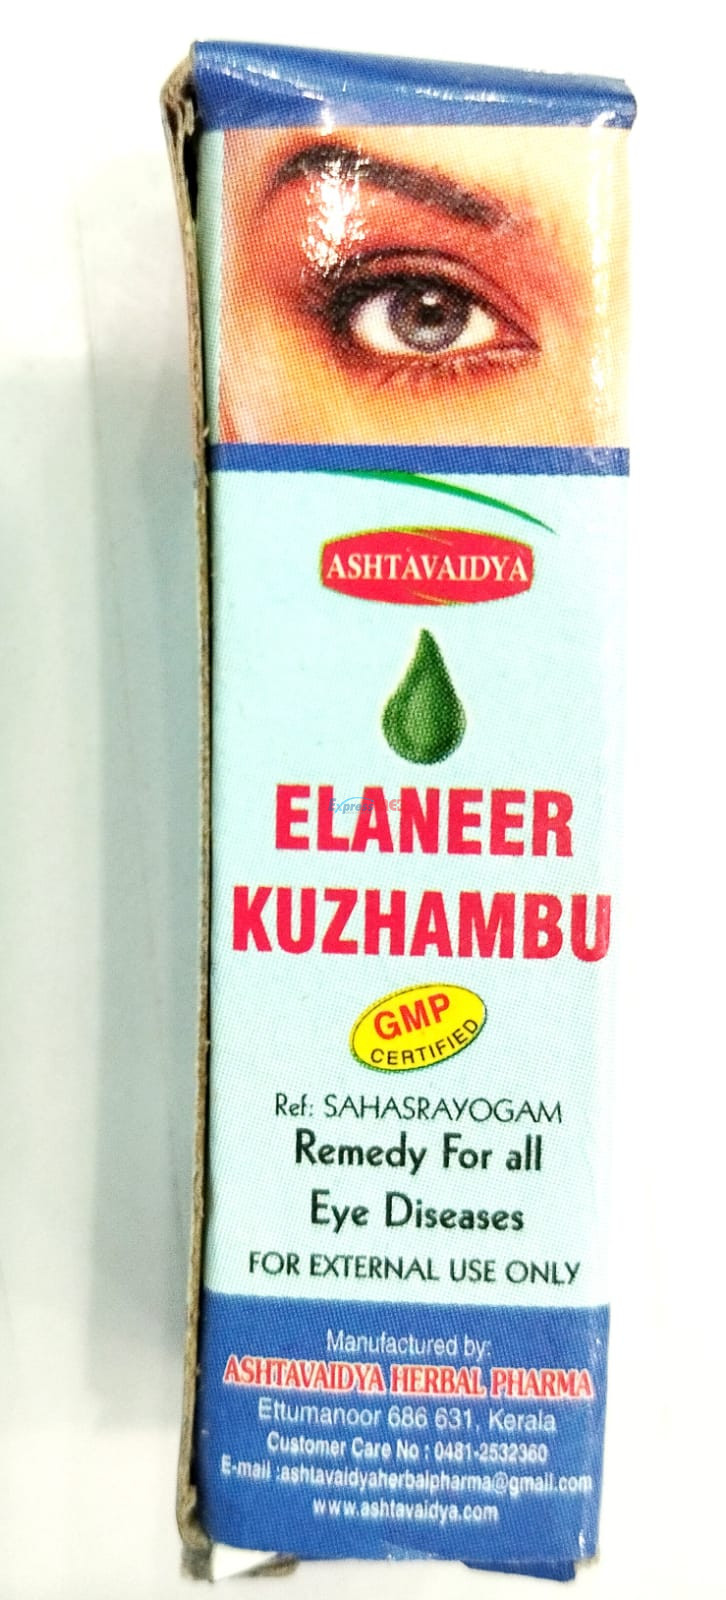 ASHTAVAIDYA
ELANEER
KUZHAMBU
GMP
CERTIFIED
Ref: SAHASRAYOGAM
Remedy For all
Eye Diseases
FOR EXTERNAL USE ONLY
Manufactured by:
ASHTAVAIDYA HERBAL PHARMA
Ettumanoor 686 631, Kerala
Customer Care No : 0481-2532360
E-mail :ashtavaidyaherbalpharma@gmail.com
www.ashtavaidya.com